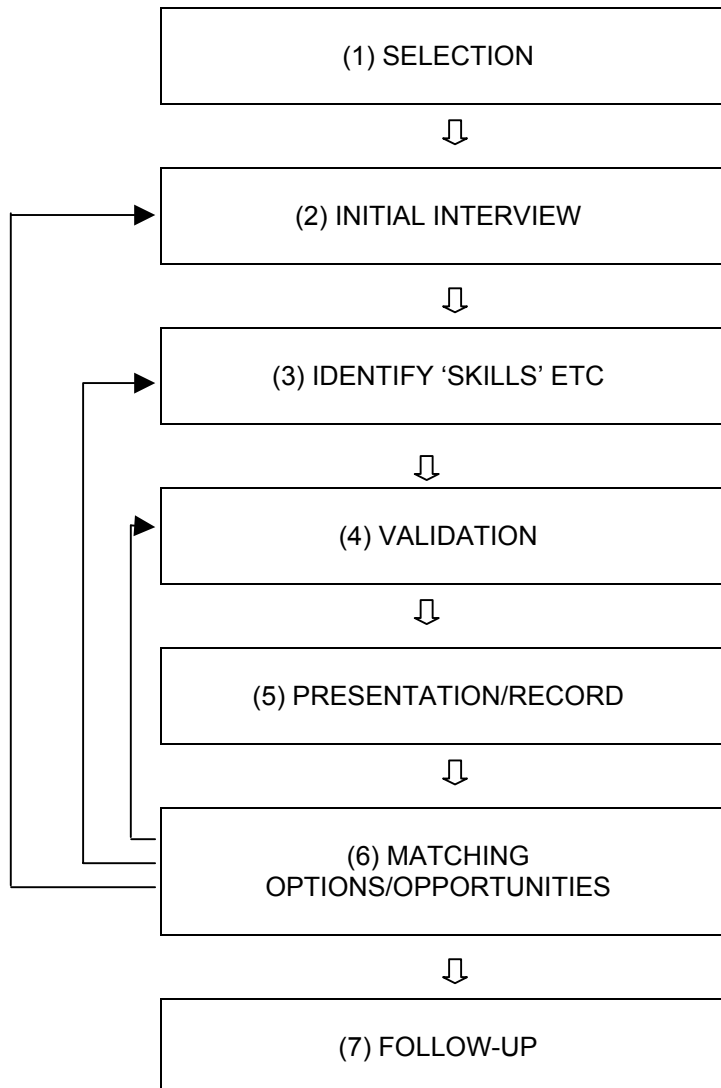 (1) SELECTION
(2) INITIAL INTERVIEW
(3) IDENTIFY ‘SKILLS’ ETC
(4) VALIDATION
(5) PRESENTATION/RECORD
(6) MATCHING
OPTIONS/OPPORTUNITIES
(7) FOLLOW-UP